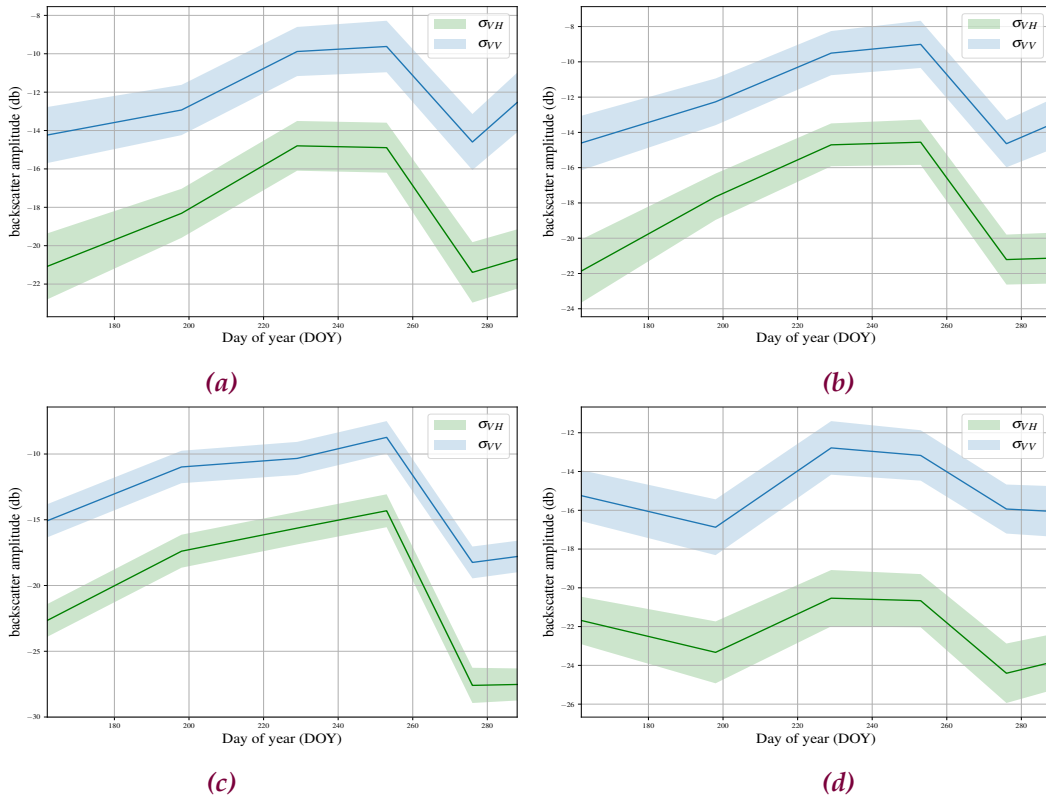 σVH
σVV
−8
−10
−12
−14
−16
−18
−20
−22
backscatter amplitude (db)
180 200 220 240 260 280
Day of year (DOY)
(a)
σVH
σVV
−8
−10
−12
−14
−16
−18
−20
−22
−24
backscatter amplitude (db)
180 200 220 240 260 280
Day of year (DOY)
(b)
σVH
σVV
−10
−15
−20
−25
−30
backscatter amplitude (db)
180 200 220 240 260 280
Day of year (DOY)
(c)
σVH
σVV
−12
−14
−16
−18
−20
−22
−24
−26
backscatter amplitude (db)
180 200 220 240 260 280
Day of year (DOY)
(d)